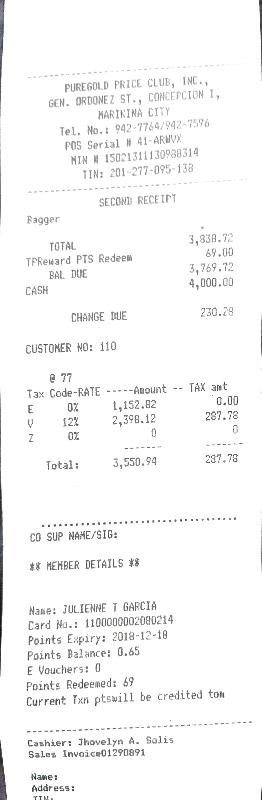 PUREGOLD PRICE CLUB, INC.,
GEN. ORDONEZ ST., CONCEPCION I,
MARIKINA CITY
Tel. No.: 942-7764/942-7596
POS Serial # 41-ARWVX
MIN # 15021311130988314
TIN: 201-277-095-138
SECOND RECEIPT
Bagger
TOTAL 3,838.72
TPReward PTS Redeem 69.00
BAL DUE 3,769.72
CASH 4,000.00
CHANGE DUE 230.28
CUSTOMER NO: 110
@ 77
Tax Code-RATE -----Amount -- TAX amt
E 0% 1,152.82 0.00
V 12% 2,398.12 287.78
Z 0% 0 0
Total: 3,550.94 287.78
CO SUP NAME/SIG:
** MEMBER DETAILS **
Name: JULIENNE T GARCIA
Card No.: 1100000002080214
Points Expiry: 2018-12-18
Points Balance: 0.65
E Vouchers: 0
Points Redeemed: 69
Current Txn ptswill be credited tom
Cashier: Jhovelyn A. Solis
Sales Invoice01290891
Name:
Address:
TIN: